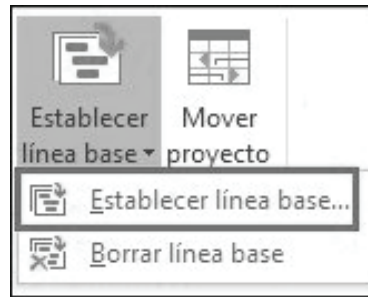 Establecer
línea base
Mover
proyecto
Establecer línea base...
Borrar línea base